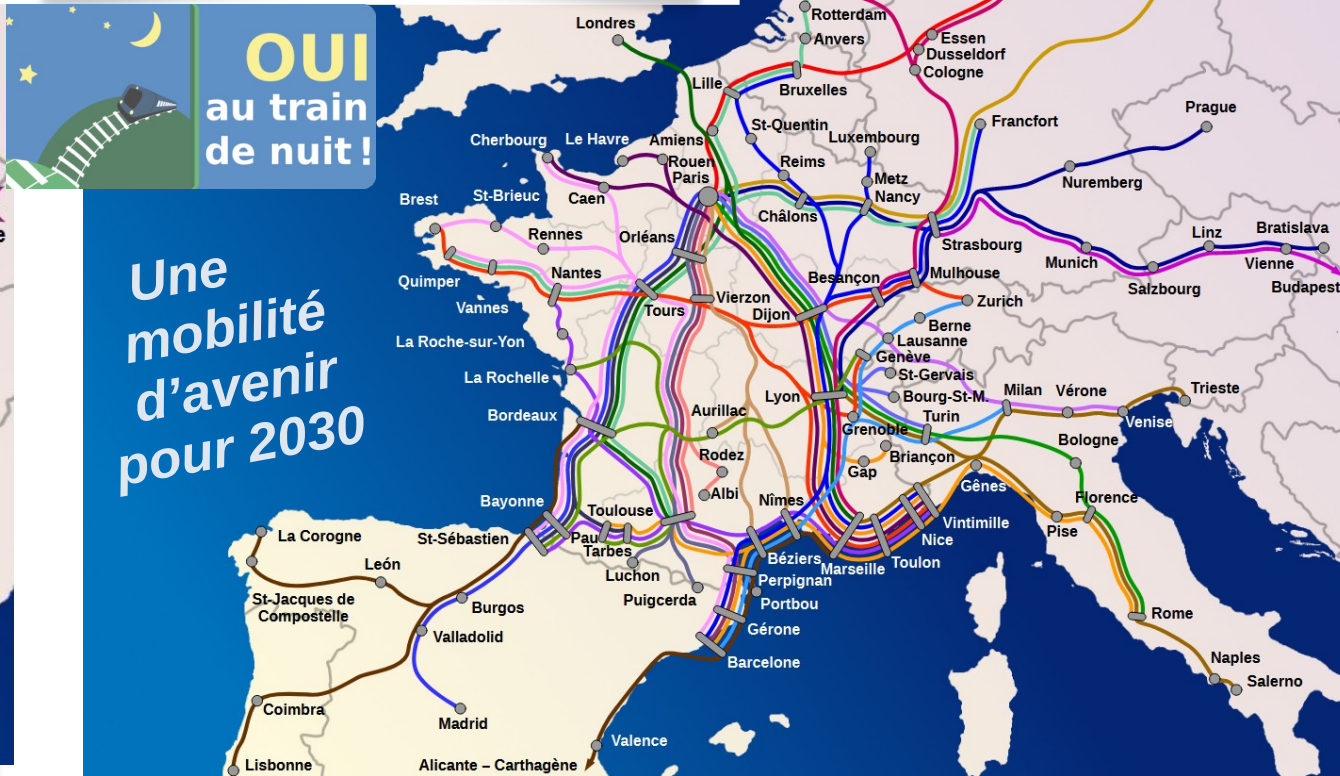 OUI
au train
de nuit !
Une
mobilité
d'avenir
pour 2030
Londres
Rotterdam
Anvers
Essen
Dusseldorf
Cologne
Lille
Bruxelles
Prague
Francfort
St-Quentin
Luxembourg
Cherbourg
Le Havre
Amiens
Rouen
Paris
Reims
Metz
Nancy
Nuremberg
Caen
Brest
St-Brieuc
Châlons
Rennes
Orléans
Strasbourg
Munich
Linz
Bratislava
Vienne
Salzbourg
Budapest
Quimper
Nantes
Vannes
Besançon
Mulhouse
Vierzon
Tours
Dijon
Zurich
Berne
Lausanne
Genève
La Roche-sur-Yon
La Rochelle
St-Gervais
Bourg-St-M.
Milan
Vérone
Trieste
Lyon
Aurillac
Turin
Venise
Bordeaux
Grenoble
Briançon
Bologne
Rodez
Gap
Albi
Gênes
Florence
Bayonne
Toulouse
Nîmes
Vintimille
Pise
La Corogne
St-Sébastien
Pau
Tarbes
Nice
Béziers
Marseille
Toulon
León
Luchon
Perpignan
Puigcerda
Portbou
St-Jacques de
Compostelle
Burgos
Rome
Valladolid
Gérone
Barcelone
Naples
Salerno
Coimbra
Madrid
Valence
Lisbonne
Alicante – Carthagène
e